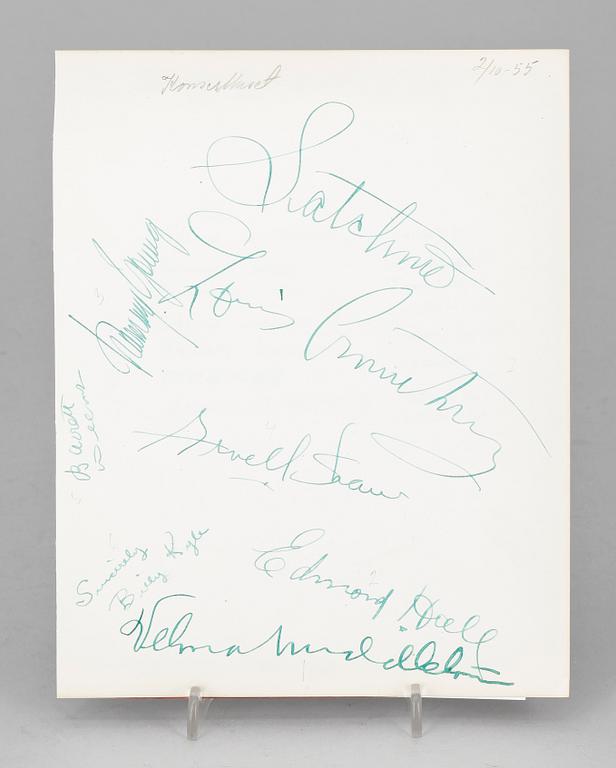 Konserthuset 2/10-55
Satchmo
Trummy Young
Louis Armstrong
Barrett Deems
Arvell Shaw
Sincerely
Billy Kyle
Edmond Hall
Velma Middleton